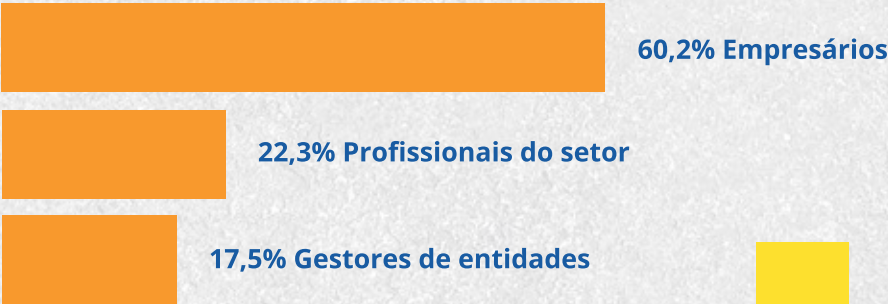 60,2% Empresários
22,3% Profissionais do setor
17,5% Gestores de entidades